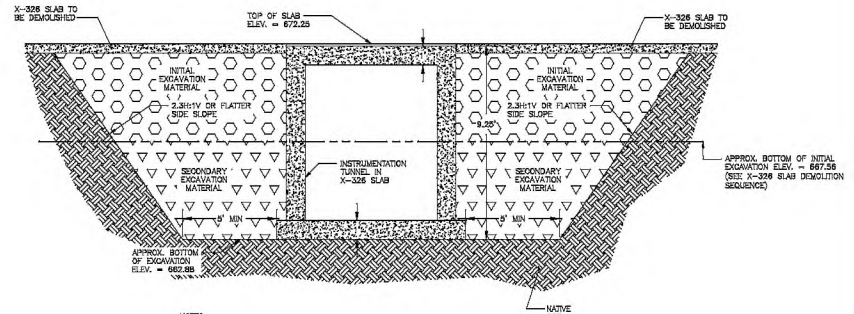 X-326 SLAB TO
BE DEMOLISHED
TOP OF SLAB
ELEV. = 672.25
X-326 SLAB TO
BE DEMOLISHED
INITIAL
EXCAVATION
MATERIAL
2.3H:1V OR FLATTER
SIDE SLOPE
INITIAL
EXCAVATION
MATERIAL
2.3H:1V OR FLATTER
SIDE SLOPE
9.25'
SECONDARY
EXCAVATION
MATERIAL
INSTRUMENTATION
TUNNEL IN
X-326 SLAB
SECONDARY
EXCAVATION
MATERIAL
APPROX. BOTTOM OF INITIAL
EXCAVATION ELEV. = 667.56
(SEE X-326 SLAB DEMOLITION
SEQUENCE)
5' MIN
5' MIN
APPROX. BOTTOM
OF EXCAVATION
ELEV. = 662.88
NATIVE